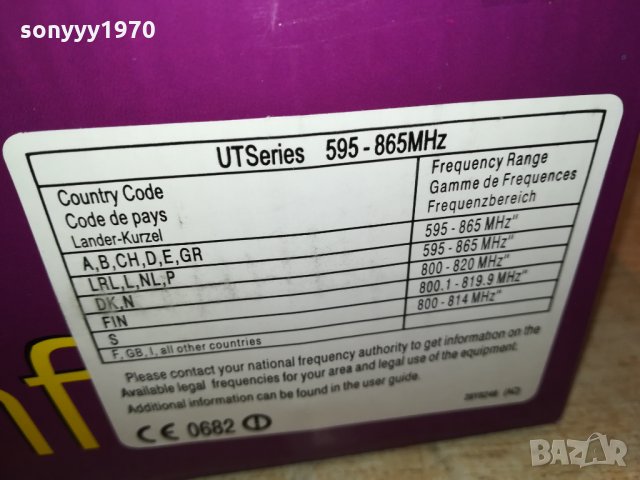 sonyyy1970
UTSeries 595 - 865MHz
Country Code
Code de pays
Lander-Kurzel
Frequency Range
Gamme de Frequences
Frequenzbereich
A,B,CH,D,E,GR 595 - 865 MHz"
LRL,L,NL,P 595 - 865 MHz"
DK,N 800 - 820 MHz"
FIN 800.1 - 819.9 MHz"
S 800 - 814 MHz"
F, GB, I, all other countries
Please contact your national frequency authority to get information on the
Available legal frequencies for your area and legal use of the equipment.
Additional information can be found in the user guide.
CE 0682
nf
BAZAR